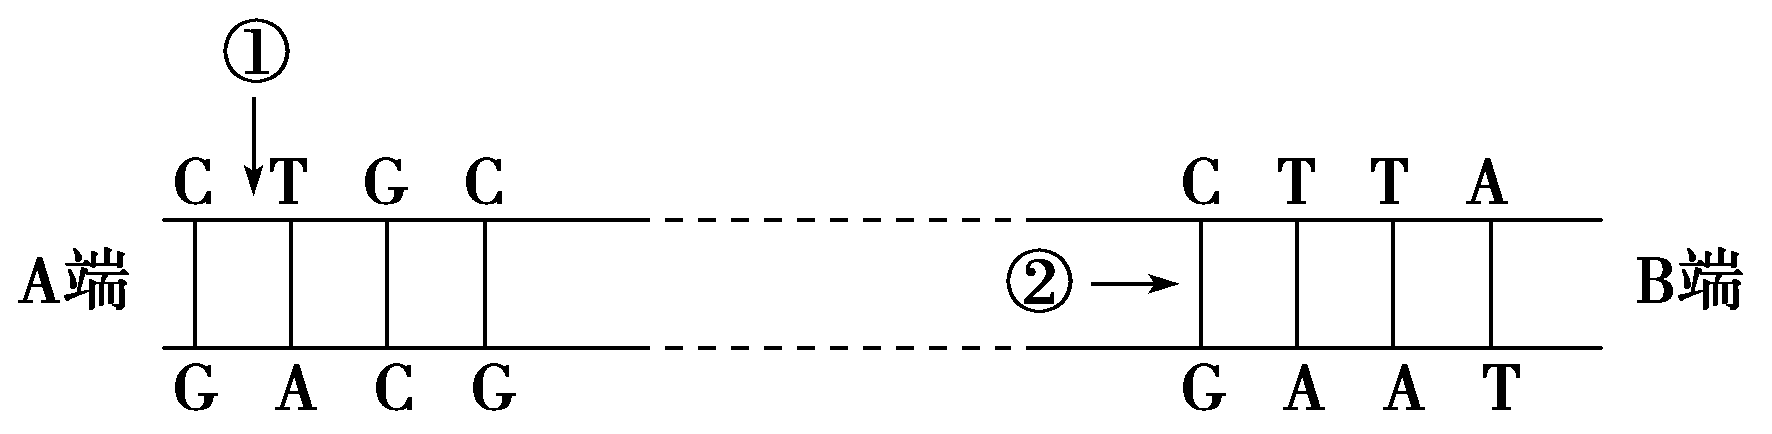 ①
C T G C C T T A
A端 ② B端
G A C G G A A T